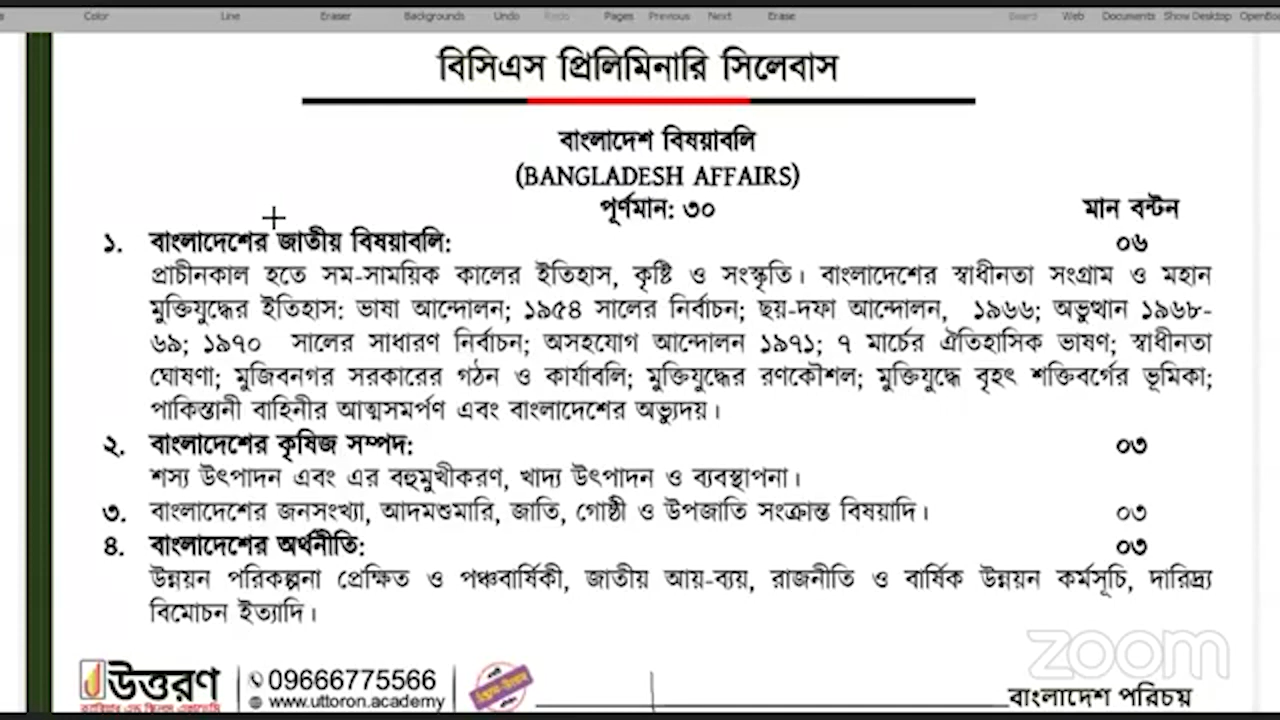 Color Line Eraser Backgrounds Undo Redo Pages Previous Next Erase Board Web Documents Show Desktop
বিসিএস প্রিলিমিনারি সিলেবাস
বাংলাদেশ বিষয়াবলি
(BANGLADESH AFFAIRS)
পূর্ণমান: ৩০ মান বন্টন
১. বাংলাদেশের জাতীয় বিষয়াবলি: ০৬
প্রাচীনকাল হতে সম-সাময়িক কালের ইতিহাস, কৃষ্টি ও সংস্কৃতি। বাংলাদেশের স্বাধীনতা সংগ্রাম ও মহান
মুক্তিযুদ্ধের ইতিহাস: ভাষা আন্দোলন; ১৯৫৪ সালের নির্বাচন; ছয়-দফা আন্দোলন, ১৯৬৬; অভুত্থান ১৯৬৮-
৬৯; ১৯৭০ সালের সাধারণ নির্বাচন; অসহযোগ আন্দোলন ১৯৭১; ৭ মার্চের ঐতিহাসিক ভাষণ; স্বাধীনতা
ঘোষণা; মুজিবনগর সরকারের গঠন ও কার্যাবলি; মুক্তিযুদ্ধের রণকৌশল; মুক্তিযুদ্ধে বৃহৎ শক্তিবর্গের ভূমিকা;
পাকিস্তানী বাহিনীর আত্মসমর্পণ এবং বাংলাদেশের অভ্যুদয়।
২. বাংলাদেশের কৃষিজ সম্পদ: ০৩
শস্য উৎপাদন এবং এর বহুমুখীকরণ, খাদ্য উৎপাদন ও ব্যবস্থাপনা।
৩. বাংলাদেশের জনসংখ্যা, আদমশুমারি, জাতি, গোষ্ঠী ও উপজাতি সংক্রান্ত বিষয়াদি। ০৩
৪. বাংলাদেশের অর্থনীতি: ০৩
উন্নয়ন পরিকল্পনা প্রেক্ষিত ও পঞ্চবার্ষিকী, জাতীয় আয়-ব্যয়, রাজনীতি ও বার্ষিক উন্নয়ন কর্মসূচি, দারিদ্র্য
বিমোচন ইত্যাদি।
zoom
উত্তরণ 09666775566
www.uttoron.academy
বাংলাদেশ পরিচয়